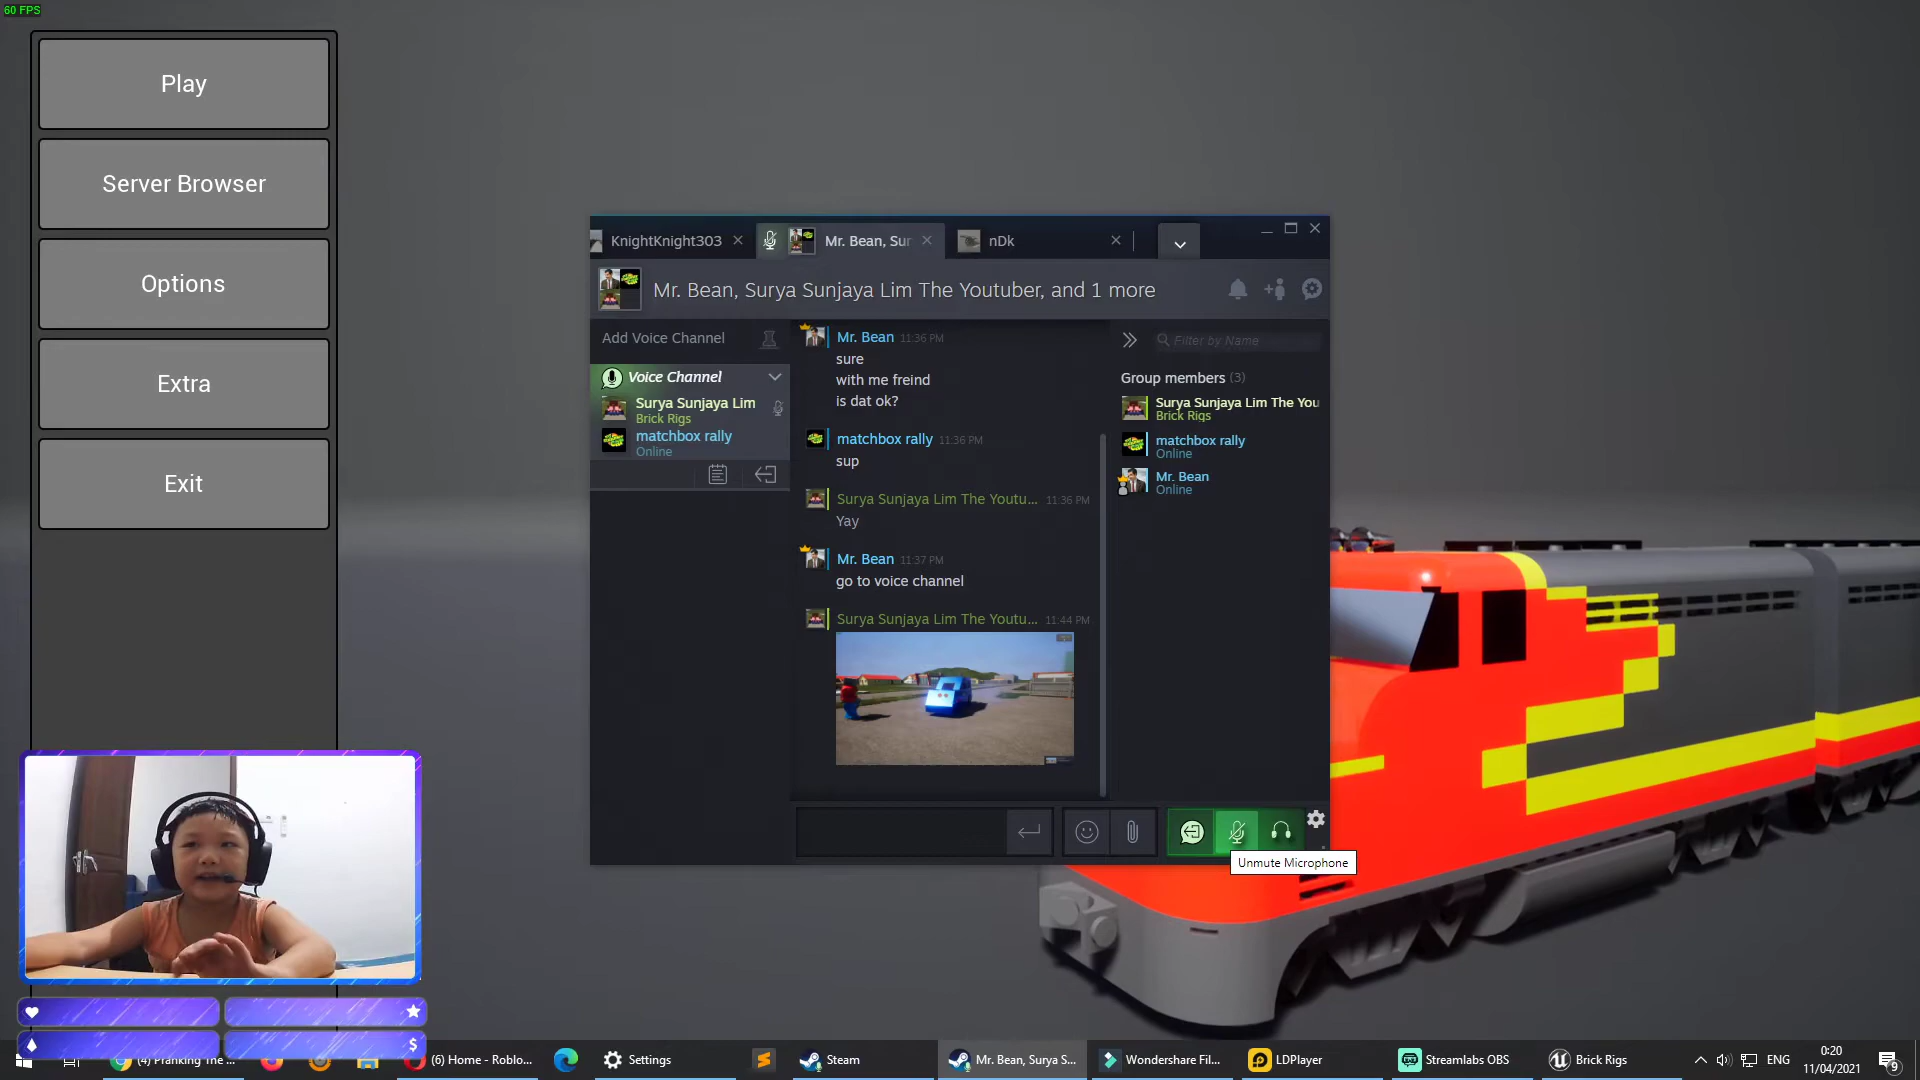 60 FPS
Play
Server Browser
Options
Extra
Exit
KnightKnight303
Mr. Bean, Sur
nDk
Mr. Bean, Surya Sunjaya Lim The Youtuber, and 1 more
Add Voice Channel
Voice Channel
Surya Sunjaya Lim
Brick Rigs
matchbox rally
Online
Mr. Bean 11:36 PM
sure
with me freind
is dat ok?
matchbox rally 11:36 PM
sup
Surya Sunjaya Lim The Youtu... 11:36 PM
Yay
Mr. Bean 11:37 PM
go to voice channel
Surya Sunjaya Lim The Youtu... 11:44 PM
Filter by Name
Group members (3)
Surya Sunjaya Lim The You
Brick Rigs
matchbox rally
Online
Mr. Bean
Online
Unmute Microphone
$
(4) Pranking The ...
(6) Home - Roblo...
Settings
Steam
Mr. Bean, Surya S...
Wondershare Fil...
LDPlayer
Streamlabs OBS
Brick Rigs
ENG
0:20
11/04/2021
9